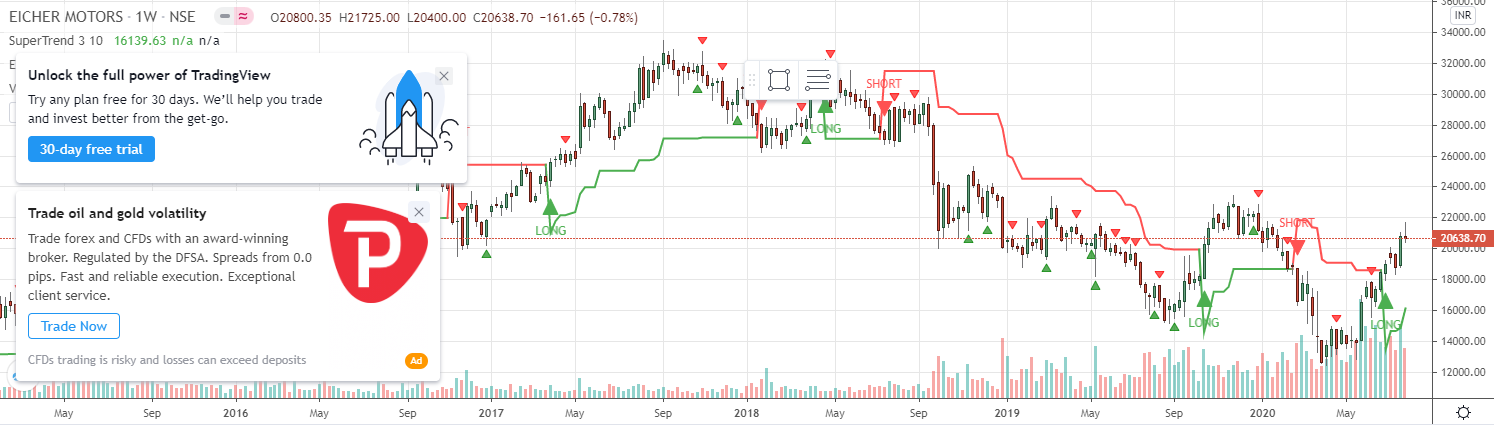 EICHER MOTORS · 1W · NSE O20800.35 H21725.00 L20400.00 C20638.70 −161.65 (−0.78%)
SuperTrend 3 10 16139.63 n/a n/a
Unlock the full power of TradingView
Try any plan free for 30 days. We'll help you trade
and invest better from the get-go.
30-day free trial
Trade oil and gold volatility
Trade forex and CFDs with an award-winning
broker. Regulated by the DFSA. Spreads from 0.0
pips. Fast and reliable execution. Exceptional
client service.
Trade Now
CFDs trading is risky and losses can exceed deposits
Ad
P
LONG
LONG
SHORT
LONG
SHORT
LONG
36000.00
INR
34000.00
32000.00
30000.00
28000.00
26000.00
24000.00
22000.00
20638.70
20000.00
18000.00
16000.00
14000.00
12000.00
May Sep 2016 May Sep 2017 May Sep 2018 May Sep 2019 May Sep 2020 May